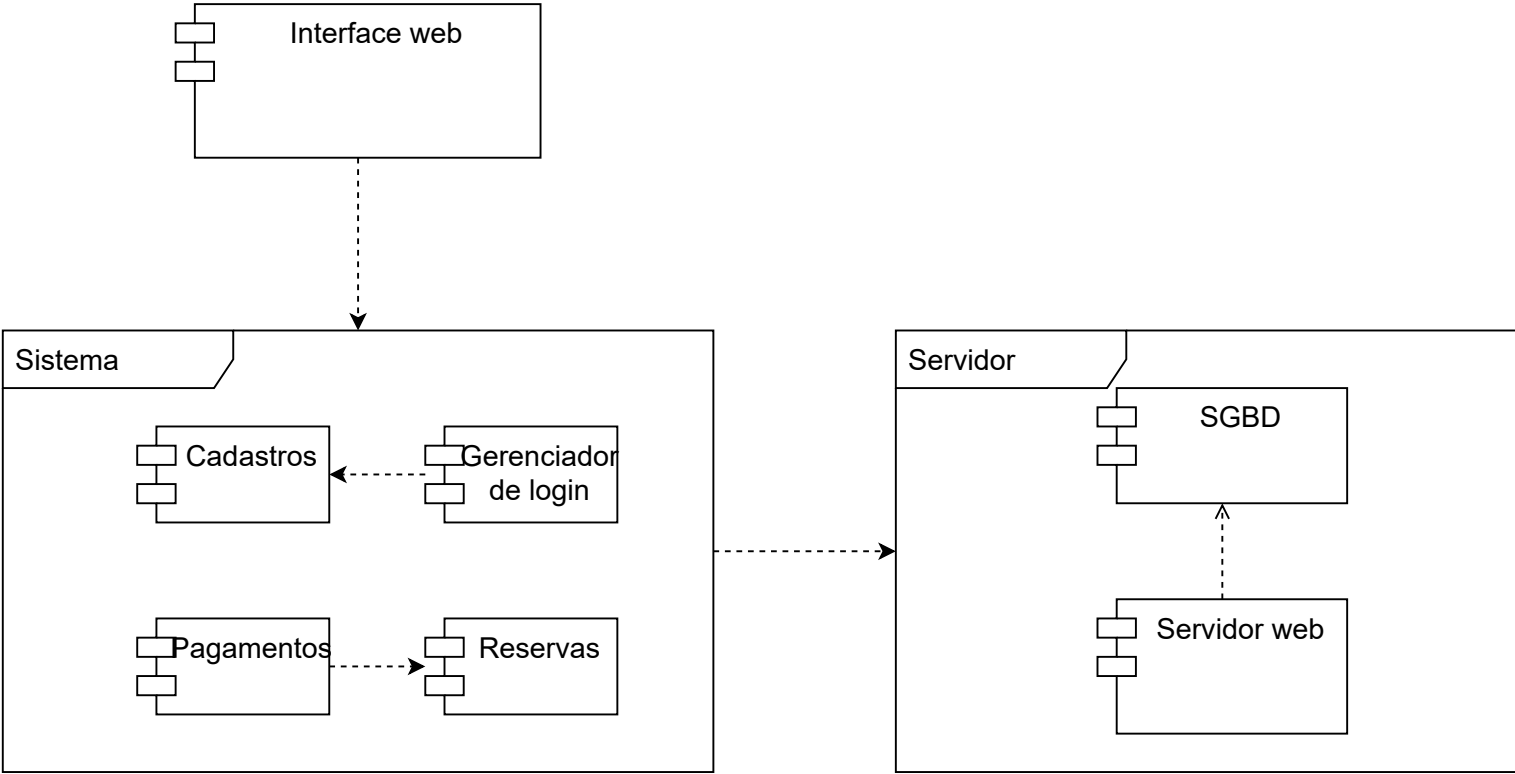 Interface web
Sistema
Cadastros
Gerenciador
de login
Pagamentos
Reservas
Servidor
SGBD
Servidor web